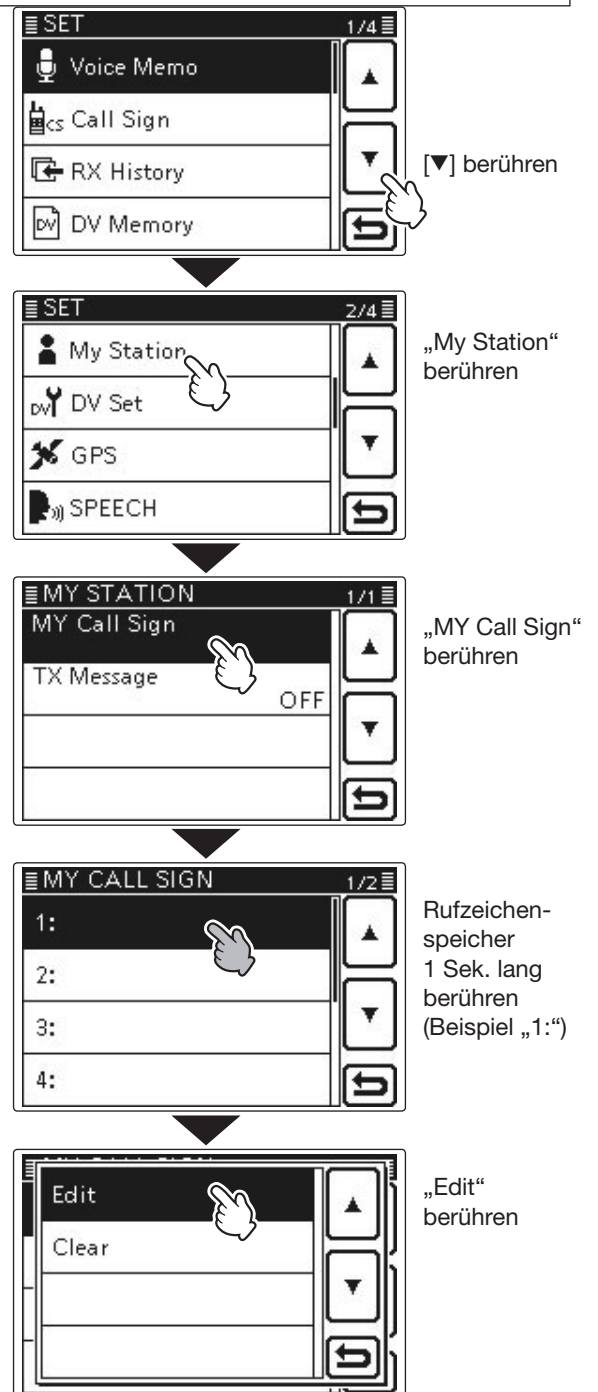 SET 1/4
Voice Memo
CS Call Sign
RX History
DV DV Memory
[▼] berühren
SET 2/4
My Station
DV DV Set
GPS
SPEECH
„My Station“
berühren
MY STATION 1/1
MY Call Sign
TX Message
OFF
„MY Call Sign“
berühren
MY CALL SIGN 1/2
1:
2:
3:
4:
Rufzeichen-
speicher
1 Sek. lang
berühren
(Beispiel „1:“)
Edit
Clear
„Edit“
berühren